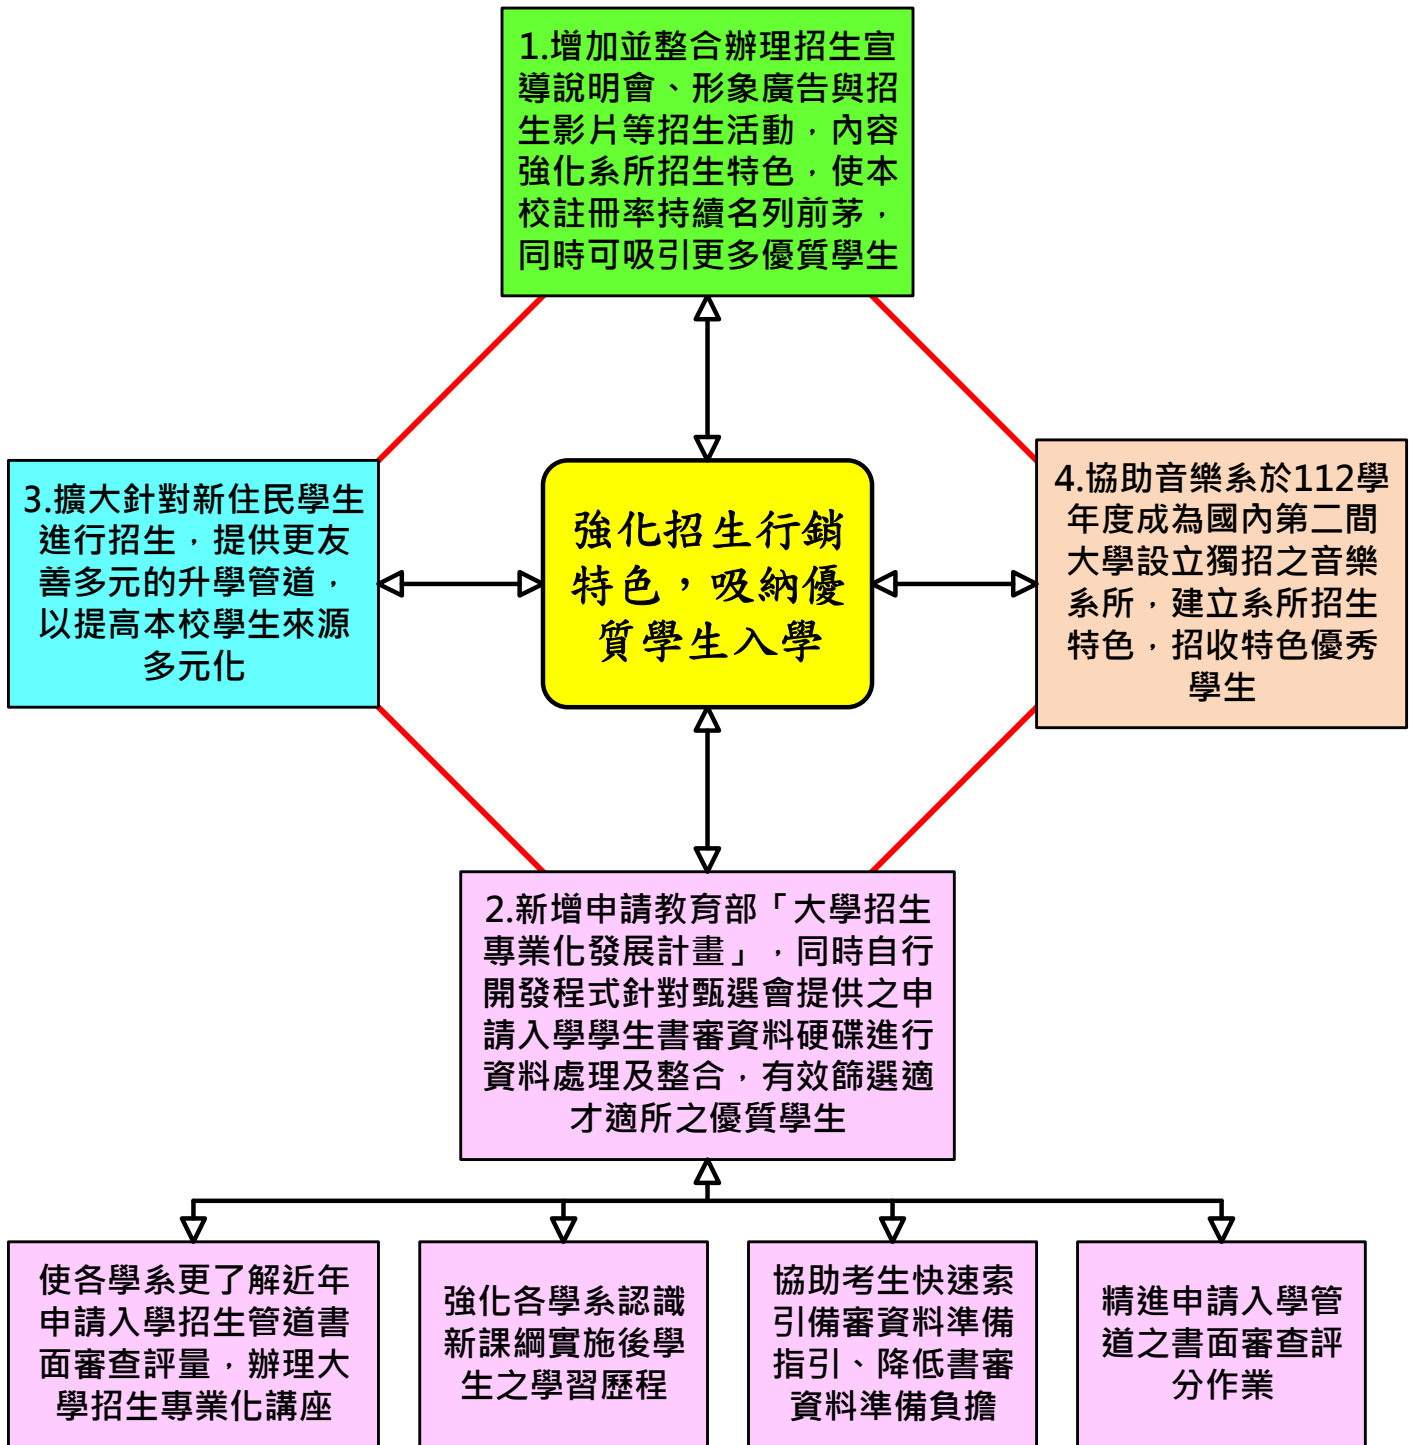 1.增加並整合辦理招生宣
導說明會、形象廣告與招
生影片等招生活動，內容
強化系所招生特色，使本
校註冊率持續名列前茅，
同時可吸引更多優質學生
3.擴大針對新住民學生
進行招生，提供更友
善多元的升學管道，
以提高本校學生來源
多元化
強化招生行銷
特色，吸納優
質學生入學
4.協助音樂系於112學
年度成為國內第二間
大學設立獨招之音樂
系所，建立系所招生
特色，招收特色優秀
學生
2.新增申請教育部「大學招生
專業化發展計畫」，同時自行
開發程式針對甄選會提供之申
請入學學生書審資料硬碟進行
資料處理及整合，有效篩選適
才適所之優質學生
使各學系更了解近年
申請入學招生管道書
面審查評量，辦理大
學招生專業化講座
強化各學系認識
新課綱實施後學
生之學習歷程
協助考生快速索
引備審資料準備
指引、降低書審
資料準備負擔
精進申請入學管
道之書面審查評
分作業